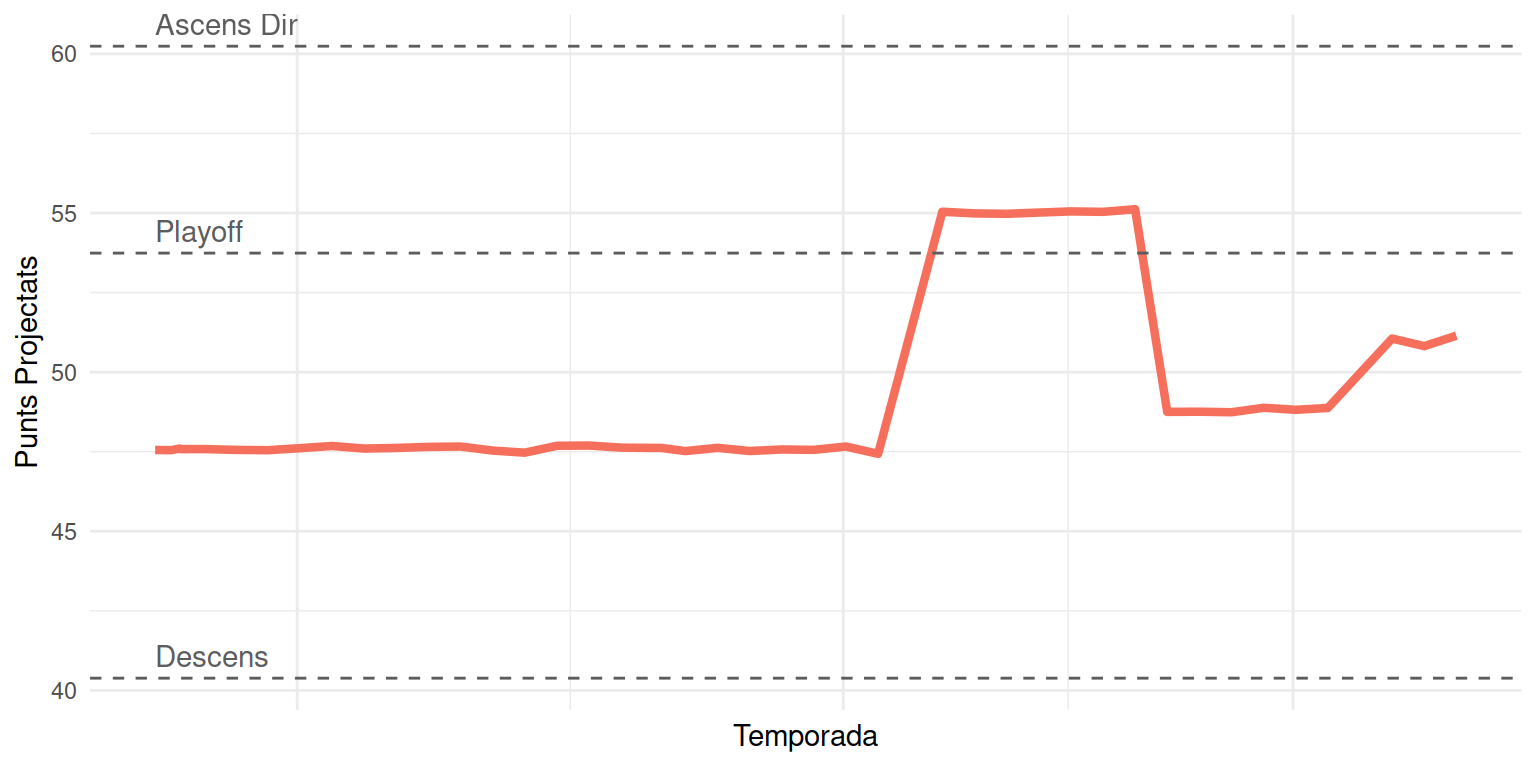 Ascens Dir
60
55
Playoff
50
45
Descens
40
Punts Projectats
Temporada